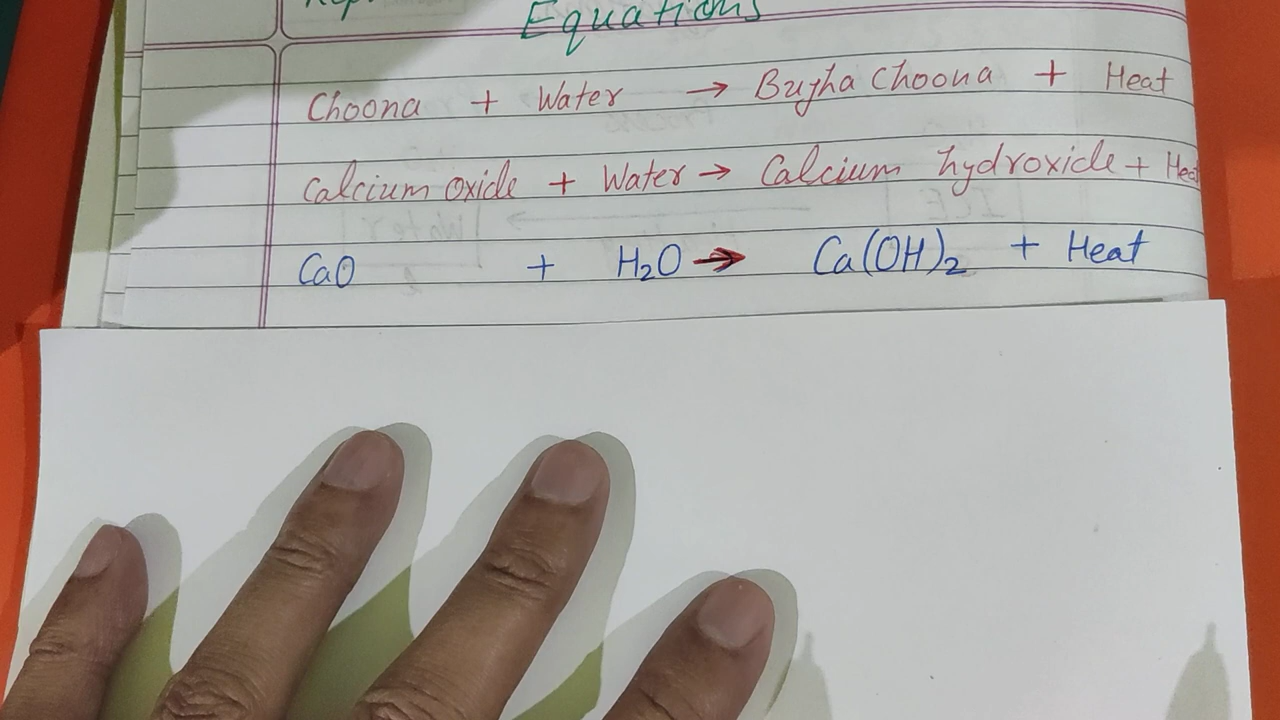 Equations
Choona + Water → Bujha Choona + Heat
Calcium oxide + Water → Calcium hydroxide + Heat
CaO + H₂O → Ca(OH)₂ + Heat